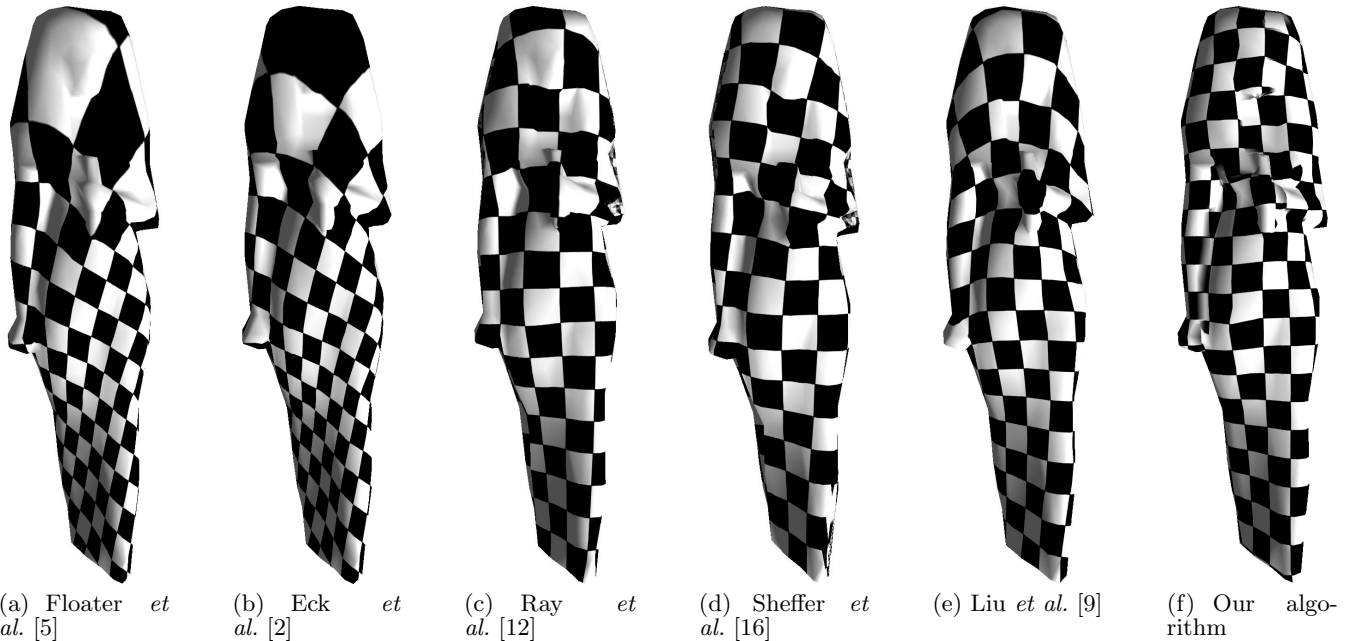 (a) Floater et
al. [5]
(b) Eck et
al. [2]
(c) Ray et
al. [12]
(d) Sheffer et
al. [16]
(e) Liu et al. [9]
(f) Our algo-
rithm